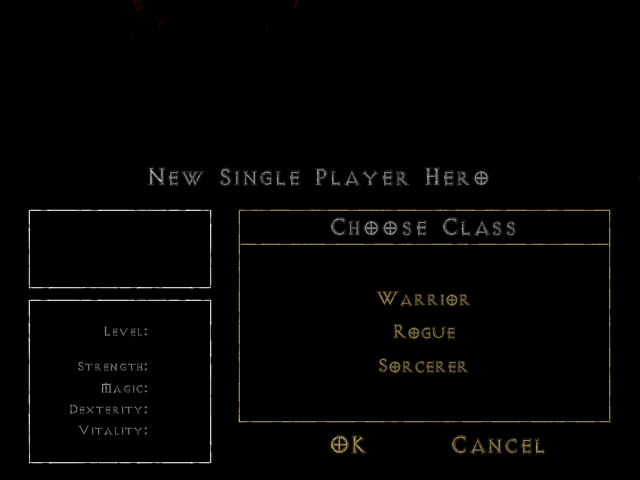 New Single Player Hero
Choose Class
Warrior
Rogue
Sorcerer
Level:
Strength:
Magic:
Dexterity:
Vitality:
OK
Cancel